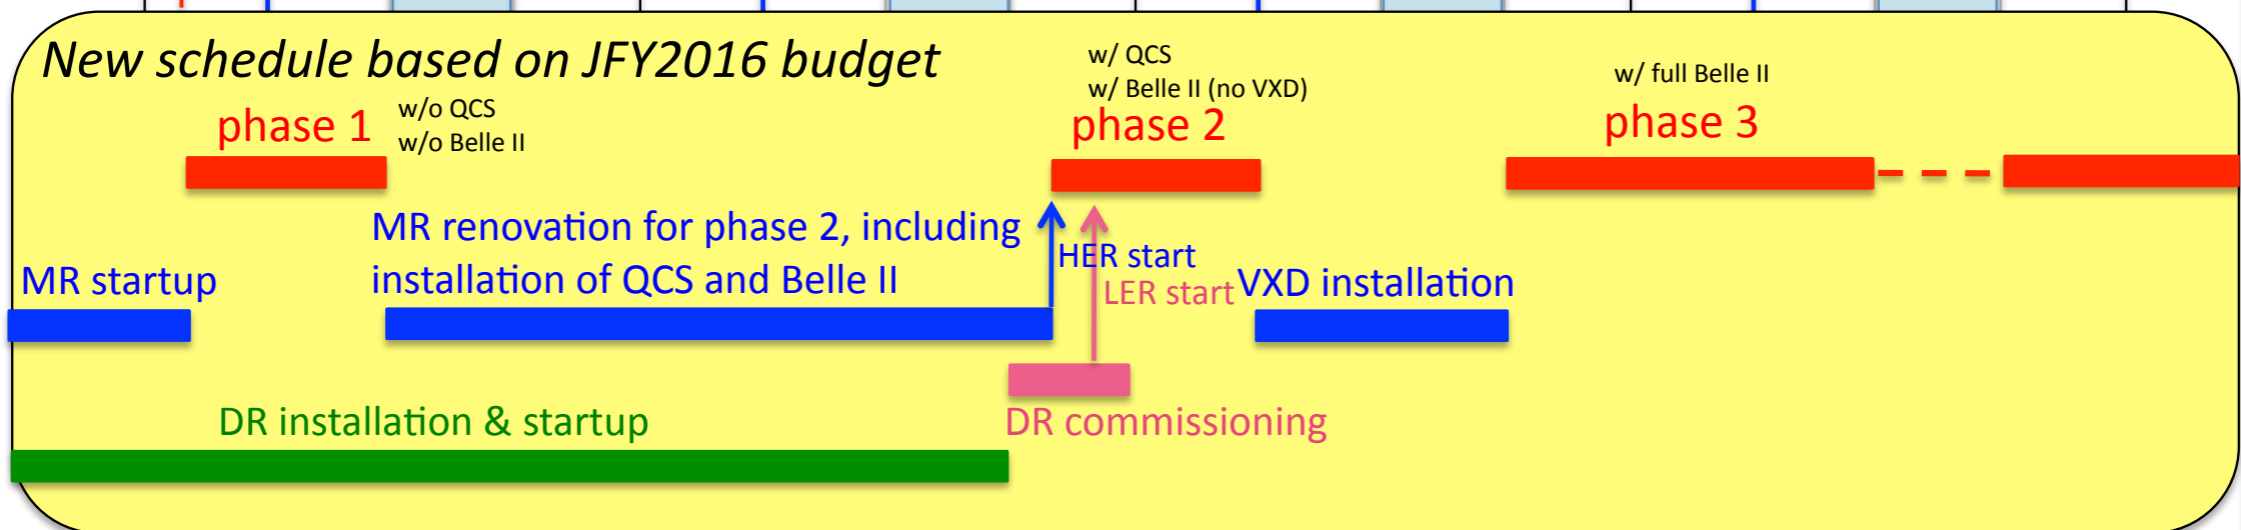 New schedule based on JFY2016 budget
w/ QCS
w/ Belle II (no VXD)
w/ full Belle II
phase 1
w/o QCS
w/o Belle II
phase 2
phase 3
MR renovation for phase 2, including
installation of QCS and Belle II
HER start
MR startup
LER start
VXD installation
DR installation & startup
DR commissioning